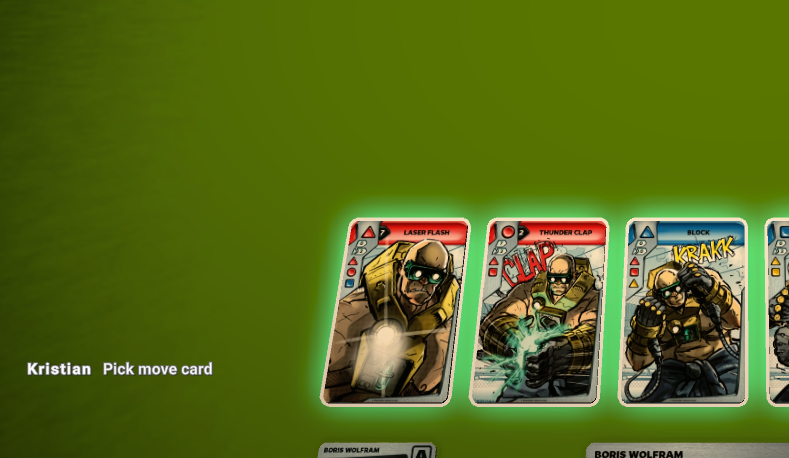 LASER FLASH
THUNDER CLAP
CLAP
BLOCK
KRAKK
Kristian Pick move card
BORIS WOLFRAM
A
BORIS WOLFRAM